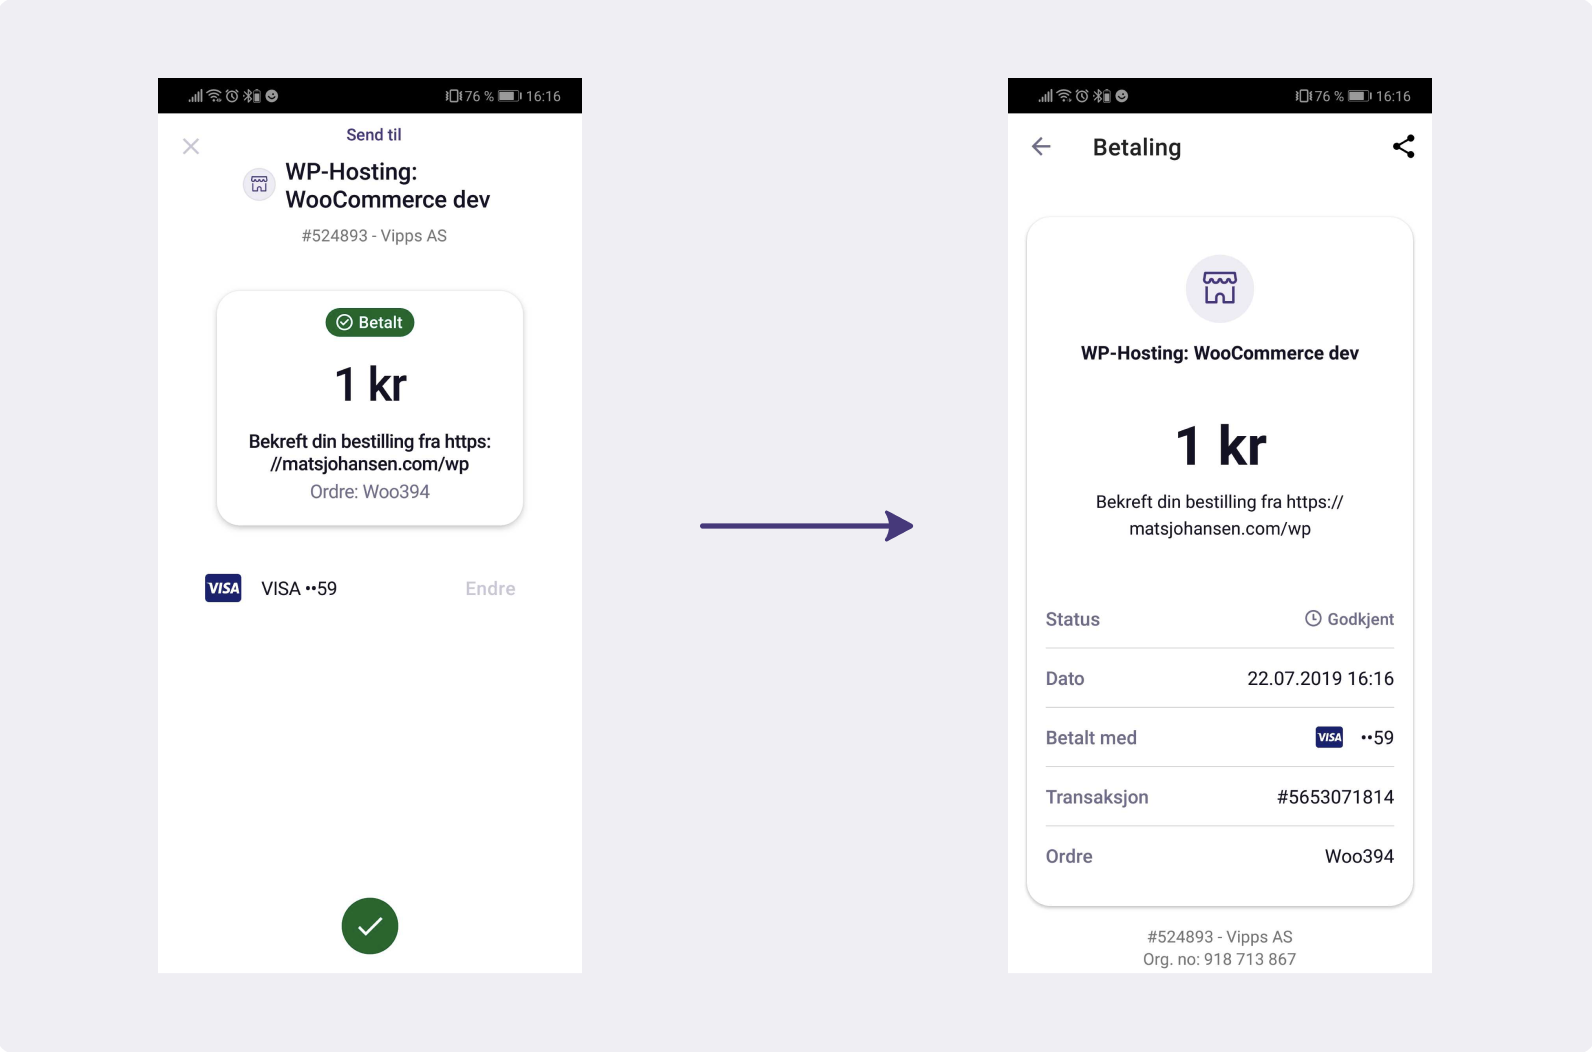 76 % 16:16
Send til
WP-Hosting:
WooCommerce dev
#524893 - Vipps AS
Betalt
1 kr
Bekreft din bestilling fra https:
//matsjohansen.com/wp
Ordre: Woo394
VISA VISA ••59 Endre
76 % 16:16
Betaling
WP-Hosting: WooCommerce dev
1 kr
Bekreft din bestilling fra https://
matsjohansen.com/wp
Status Godkjent
Dato 22.07.2019 16:16
Betalt med VISA ••59
Transaksjon #5653071814
Ordre Woo394
#524893 - Vipps AS
Org. no: 918 713 867